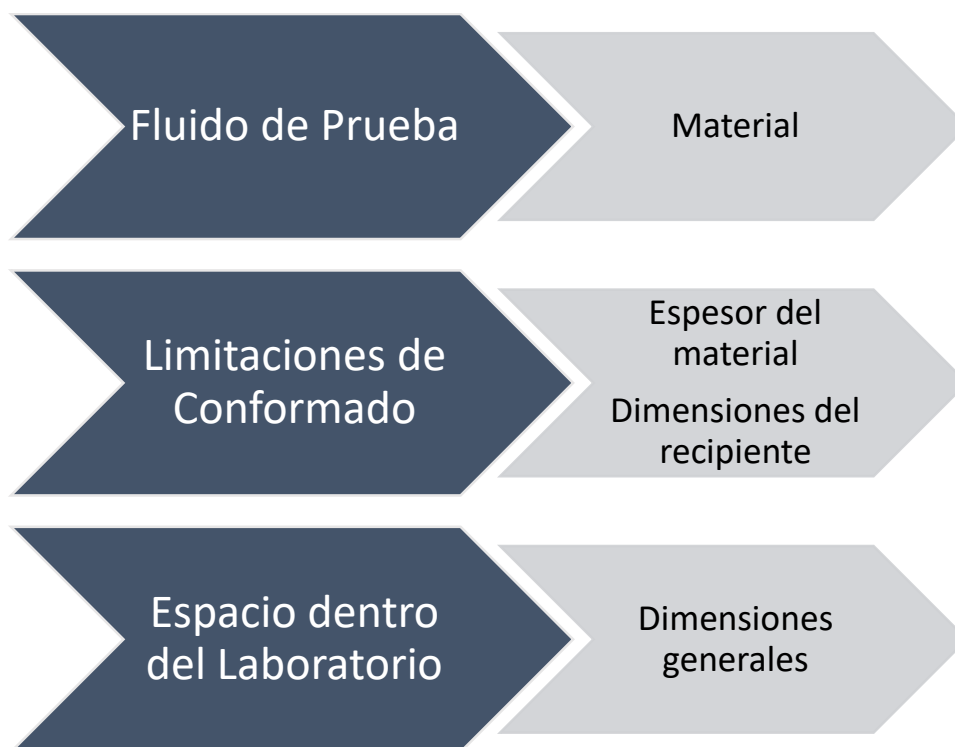 Fluido de Prueba
Material
Limitaciones de
Conformado
Espesor del
material
Dimensiones del
recipiente
Espacio dentro
del Laboratorio
Dimensiones
generales